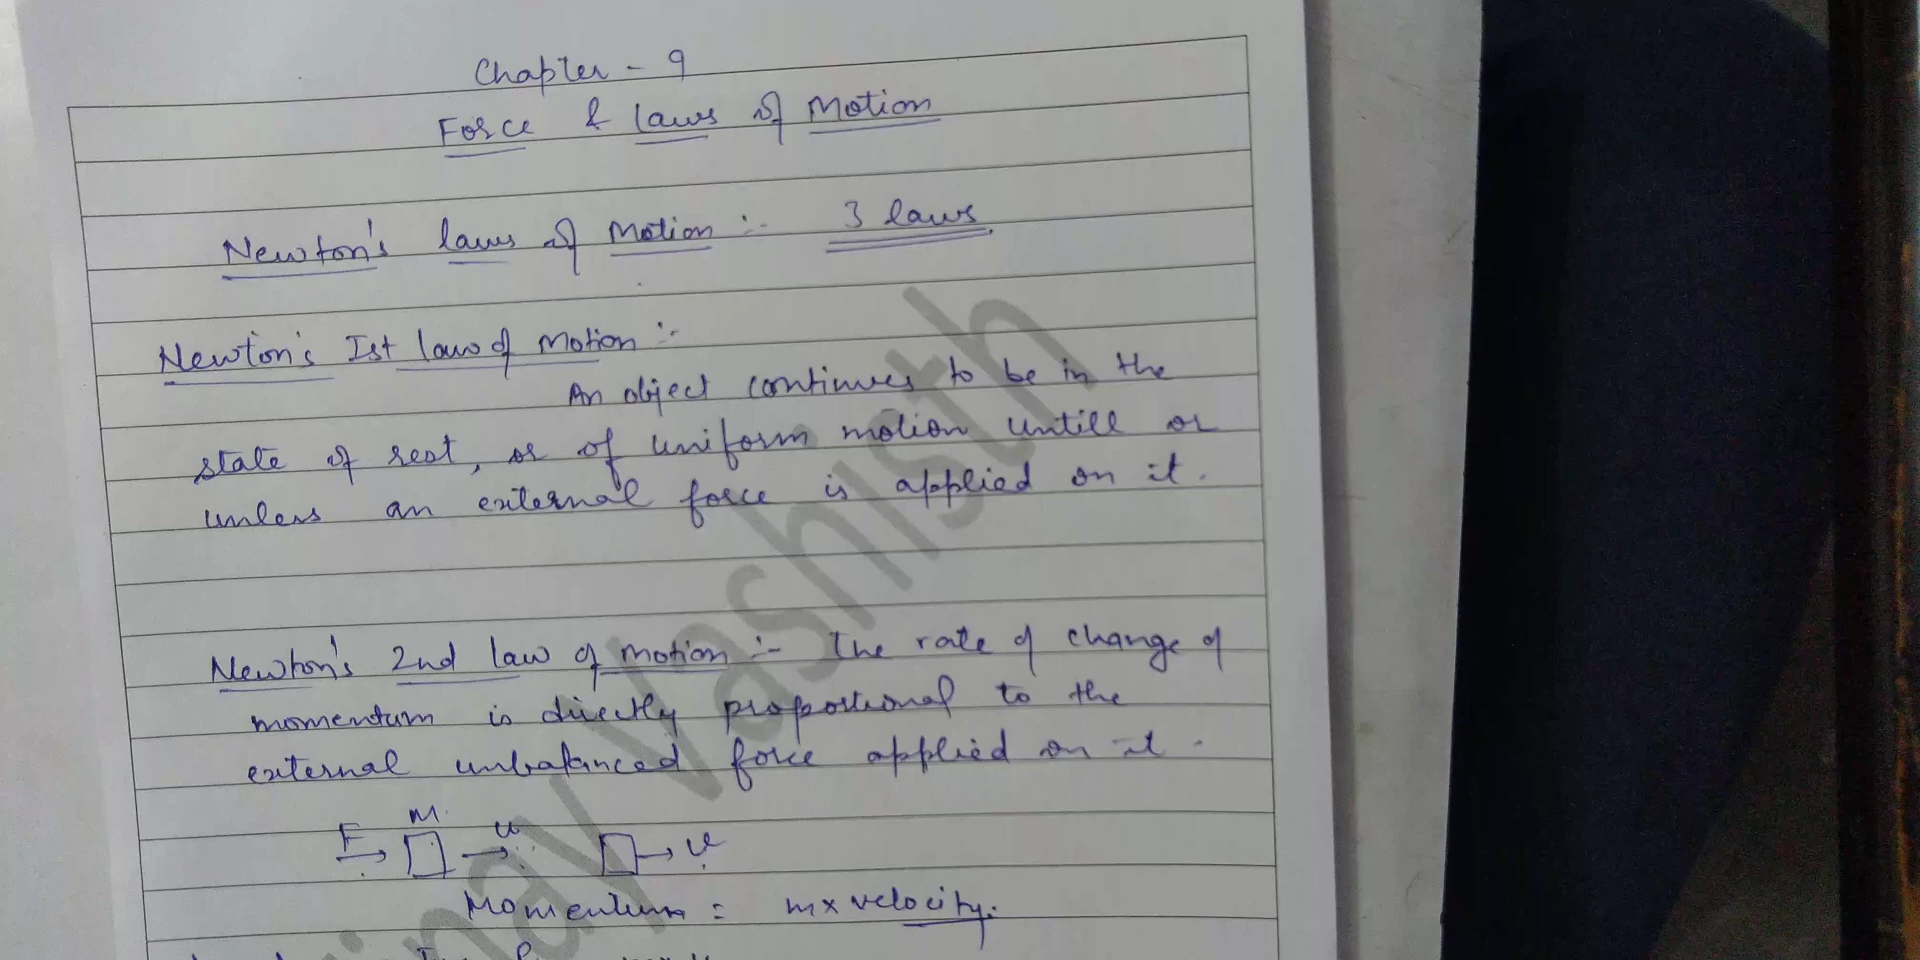 Chapter - 9
Force & laws of Motion
Newton's laws of Motion :- 3 laws.
Newton's Ist law of Motion :-
An object continues to be in the
state of rest, or of uniform motion untill or
unless an external force is applied on it.
Newton's 2nd law of motion :- The rate of change of
momentum is directly proportional to the
external unbalanced force applied on it.
F → M. → u → v
Momentum = m x velocity.
Vashisth